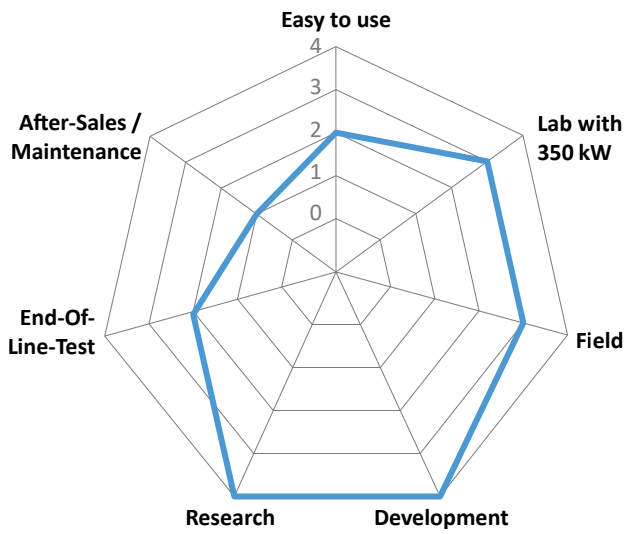 Easy to use
4
3
2
1
0
Lab with
350 kW
Field
Development
Research
End-Of-
Line-Test
After-Sales /
Maintenance